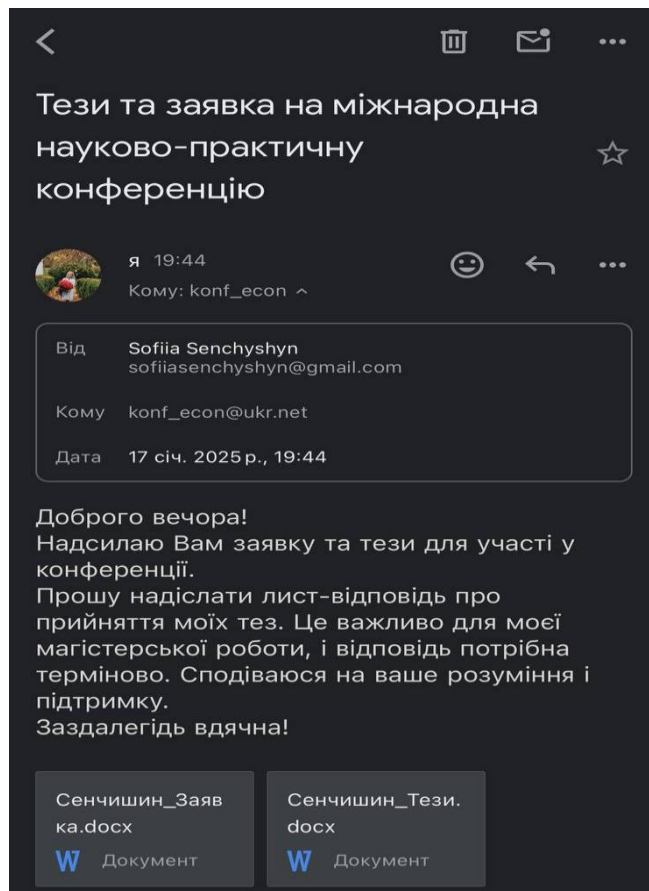 Тези та заявка на міжнародна
науково-практичну
конференцію
я 19:44
Кому: konf_econ
Від Sofiia Senchyshyn
sofiiasenchyshyn@gmail.com
Кому konf_econ@ukr.net
Дата 17 січ. 2025 р., 19:44
Доброго вечора!
Надсилаю Вам заявку та тези для участі у
конференції.
Прошу надіслати лист-відповідь про
прийняття моїх тез. Це важливо для моєї
магістерської роботи, і відповідь потрібна
терміново. Сподіваюся на ваше розуміння і
підтримку.
Заздалегідь вдячна!
Сенчишин_Заяв
ка.docx
W Документ
Сенчишин_Тези.
docx
W Документ